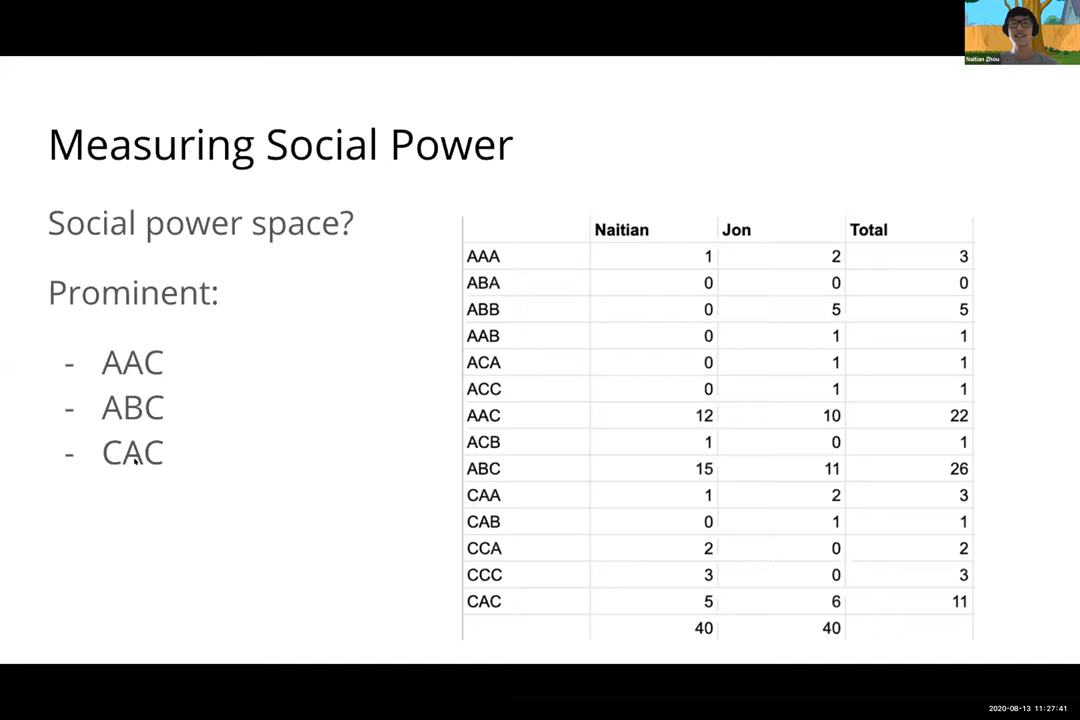 Naitian Zhou
Measuring Social Power
Social power space?
Prominent:
- AAC
- ABC
- CAC
Naitian Jon Total
AAA 1 2 3
ABA 0 0 0
ABB 0 5 5
AAB 0 1 1
ACA 0 1 1
ACC 0 1 1
AAC 12 10 22
ACB 1 0 1
ABC 15 11 26
CAA 1 2 3
CAB 0 1 1
CCA 2 0 2
CCC 3 0 3
CAC 5 6 11
40 40
2020-08-13 11:27:41